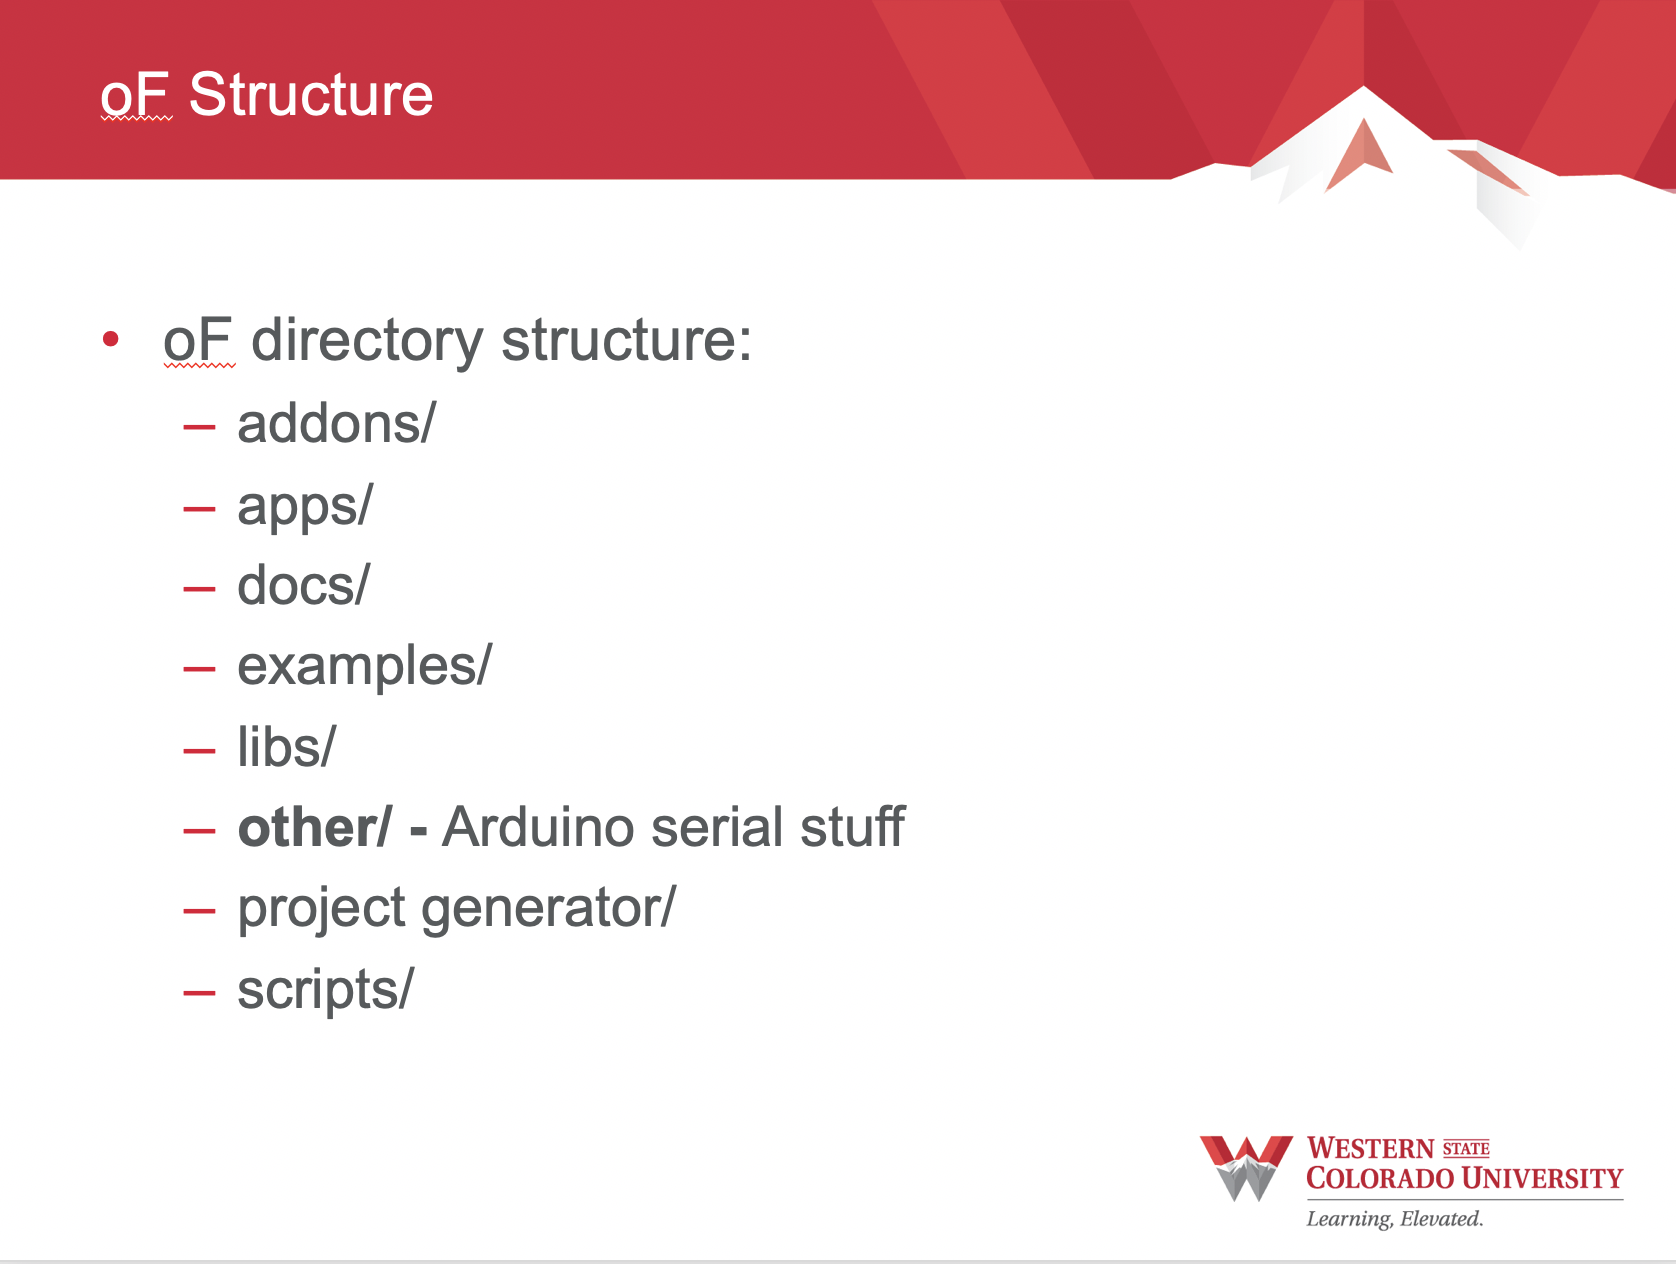 oF Structure
• oF directory structure:
– addons/
– apps/
– docs/
– examples/
– libs/
– other/ - Arduino serial stuff
– project generator/
– scripts/
WESTERN STATE
COLORADO UNIVERSITY
Learning, Elevated.